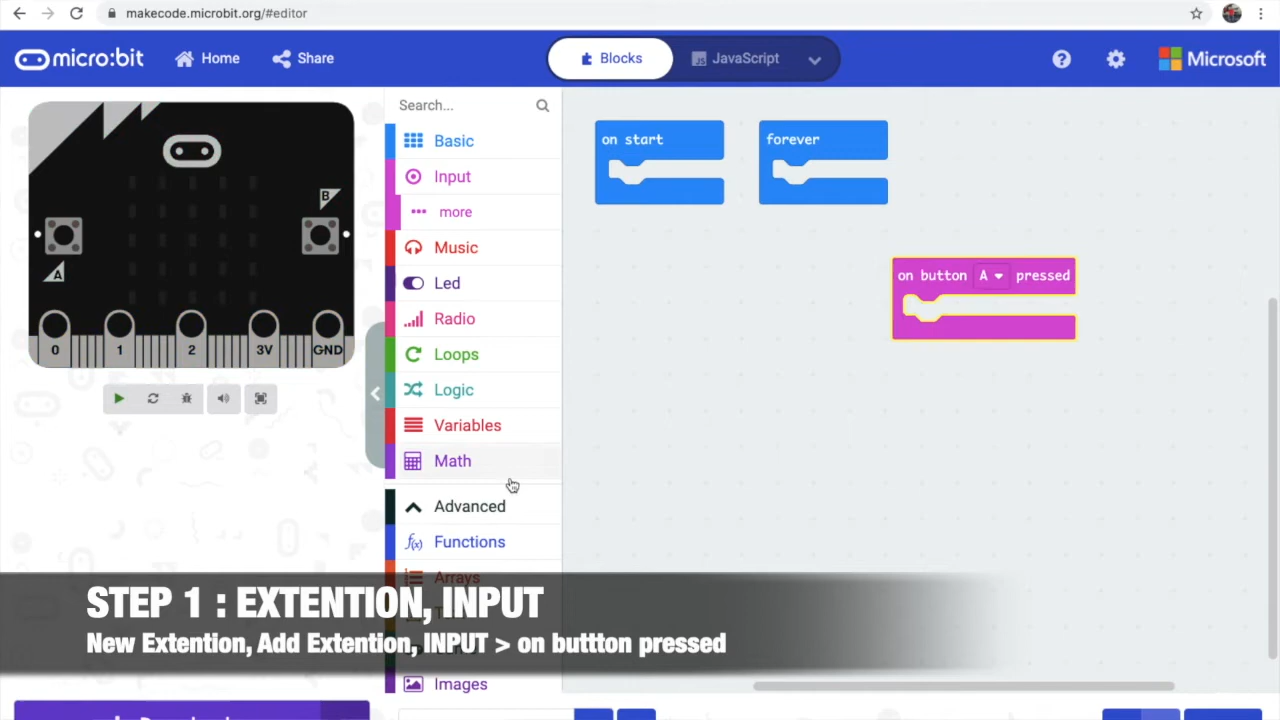 makecode.microbit.org/#editor
micro:bit
Home
Share
Blocks
JavaScript
Microsoft
Search...
Basic
Input
more
Music
Led
Radio
Loops
Logic
Variables
Math
Advanced
Functions
Arrays
Images
A
B
0
1
2
3V
GND
on start
forever
on button A pressed
STEP 1 : EXTENTION, INPUT
New Extention, Add Extention, INPUT > on buttton pressed